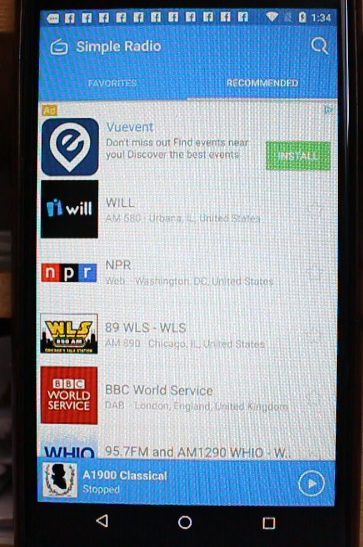 1:34
Simple Radio
FAVORITES
RECOMMENDED
Ad
Vuevent
Don't miss out Find events near
you! Discover the best events
INSTALL
will
WILL
AM 580 - Urbana, IL, United States
npr
NPR
Web - Washington, DC, United States
WLS
890 AM
CHICAGO'S TALK STATION
89 WLS - WLS
AM 890 - Chicago, IL, United States
BBC
WORLD
SERVICE
BBC World Service
DAB - London, England, United Kingdom
WHIO
95.7FM and AM1290 WHIO - W..
A1900 Classical
Stopped